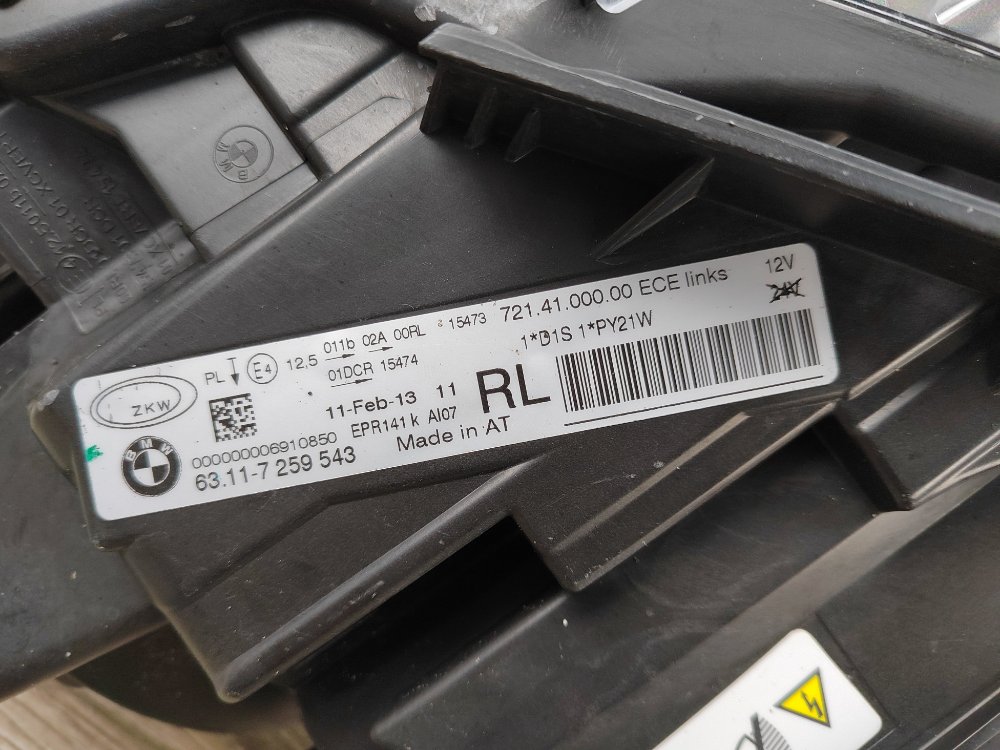 BMW
ZKW
PL E4 12.5 011b 02A 00RL 15473
01DCR 15474
721.41.000.00 ECE links
12V
24V
1*D1S 1*PY21W
11-Feb-13 11
RL
EPR141 k AI07
Made in AT
BMW
000000006910850
63.11-7 259 543